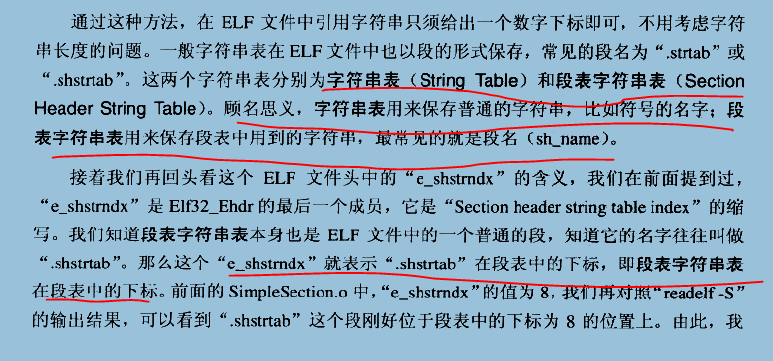 通过这种方法，在 ELF 文件中引用字符串只须给出一个数字下标即可，不用考虑字符
串长度的问题。一般字符串表在 ELF 文件中也以段的形式保存，常见的段名为“.strtab”或
“.shstrtab”。这两个字符串表分别为字符串表（String Table）和段表字符串表（Section
Header String Table）。顾名思义，字符串表用来保存普通的字符串，比如符号的名字；段
表字符串表用来保存段表中用到的字符串，最常见的就是段名（sh_name）。
接着我们再回头看这个 ELF 文件头中的“e_shstrndx”的含义，我们在前面提到过，
“e_shstrndx”是 Elf32_Ehdr 的最后一个成员，它是“Section header string table index”的缩
写。我们知道段表字符串表本身也是 ELF 文件中的一个普通的段，知道它的名字往往叫做
“.shstrtab”。那么这个“e_shstrndx”就表示“.shstrtab”在段表中的下标，即段表字符串表
在段表中的下标。前面的 SimpleSection.o 中，“e_shstrndx”的值为 8，我们再对照“readelf -S”
的输出结果，可以看到“.shstrtab”这个段刚好位于段表中的下标为 8 的位置上。由此，我